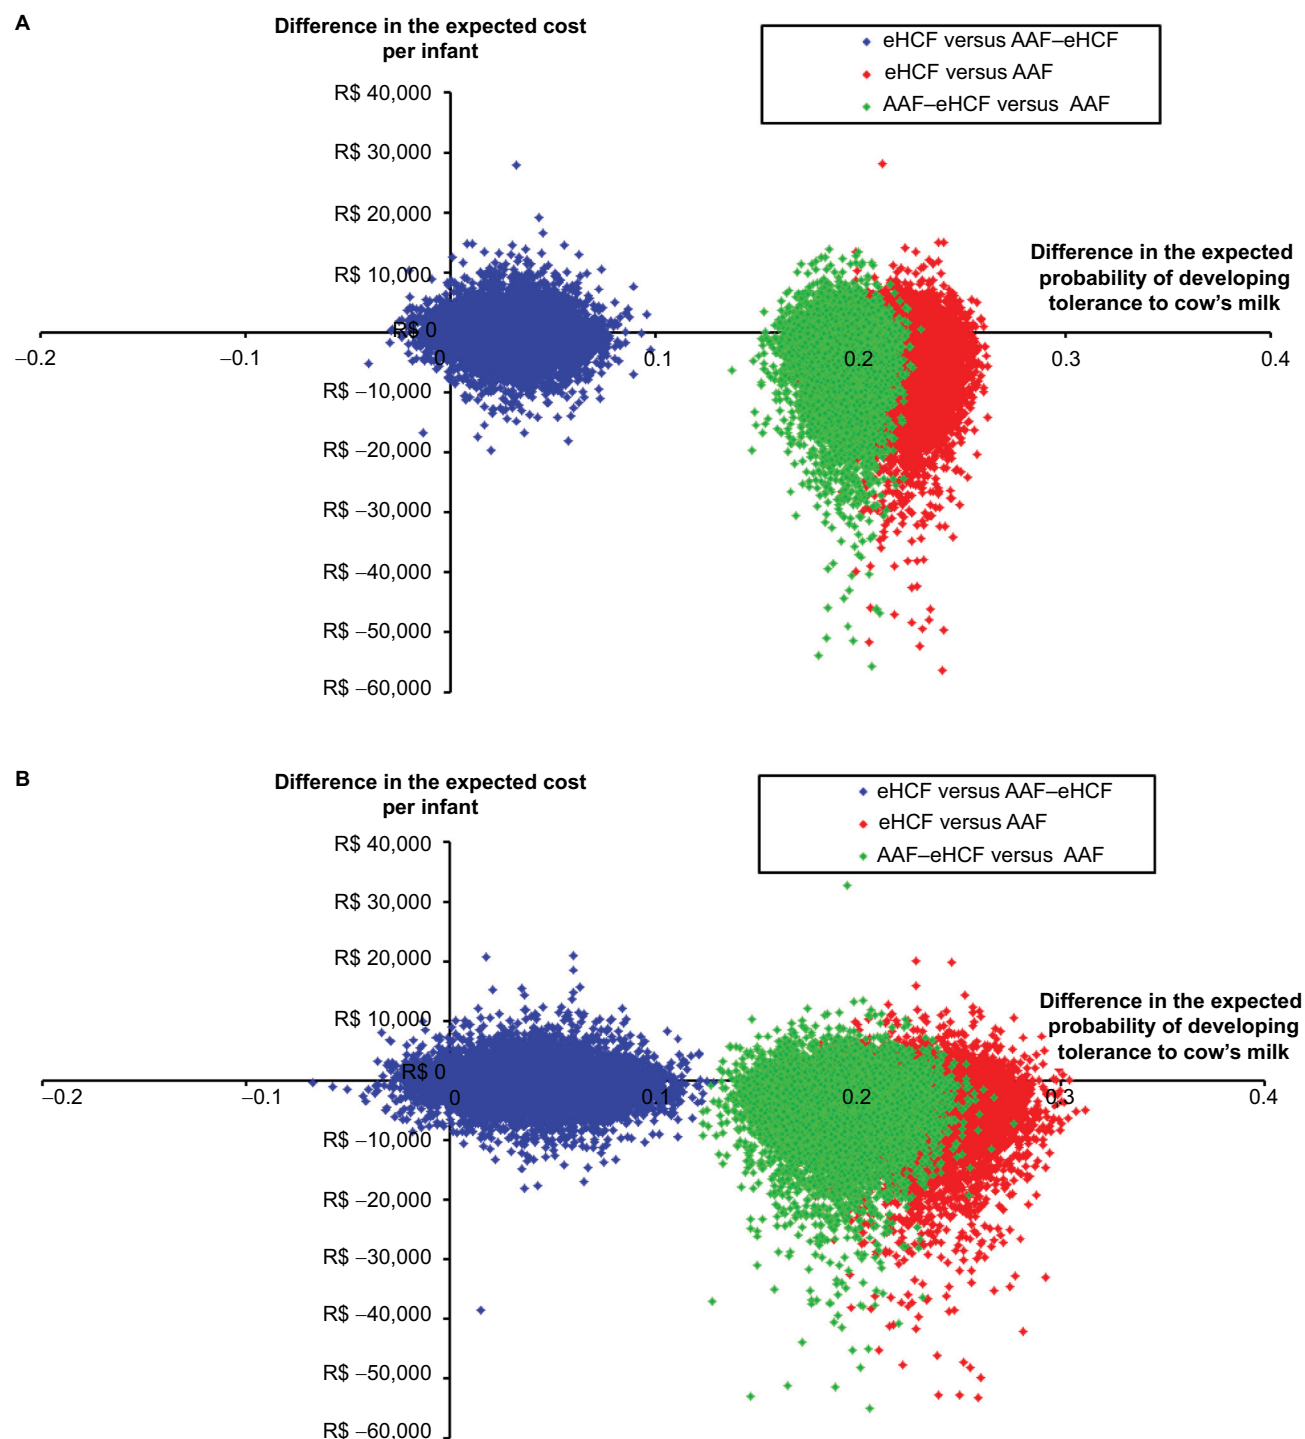 A
Difference in the expected cost
per infant
eHCF versus AAF–eHCF
eHCF versus AAF
AAF–eHCF versus AAF
R$ 40,000
R$ 30,000
R$ 20,000
R$ 10,000
R$ 0
R$ –10,000
R$ –20,000
R$ –30,000
R$ –40,000
R$ –50,000
R$ –60,000
Difference in the expected
probability of developing
tolerance to cow's milk
–0.2
–0.1
0
0.1
0.2
0.3
0.4
B
Difference in the expected cost
per infant
eHCF versus AAF–eHCF
eHCF versus AAF
AAF–eHCF versus AAF
R$ 40,000
R$ 30,000
R$ 20,000
R$ 10,000
R$ 0
R$ –10,000
R$ –20,000
R$ –30,000
R$ –40,000
R$ –50,000
R$ –60,000
Difference in the expected
probability of developing
tolerance to cow's milk
–0.2
–0.1
0
0.1
0.2
0.3
0.4